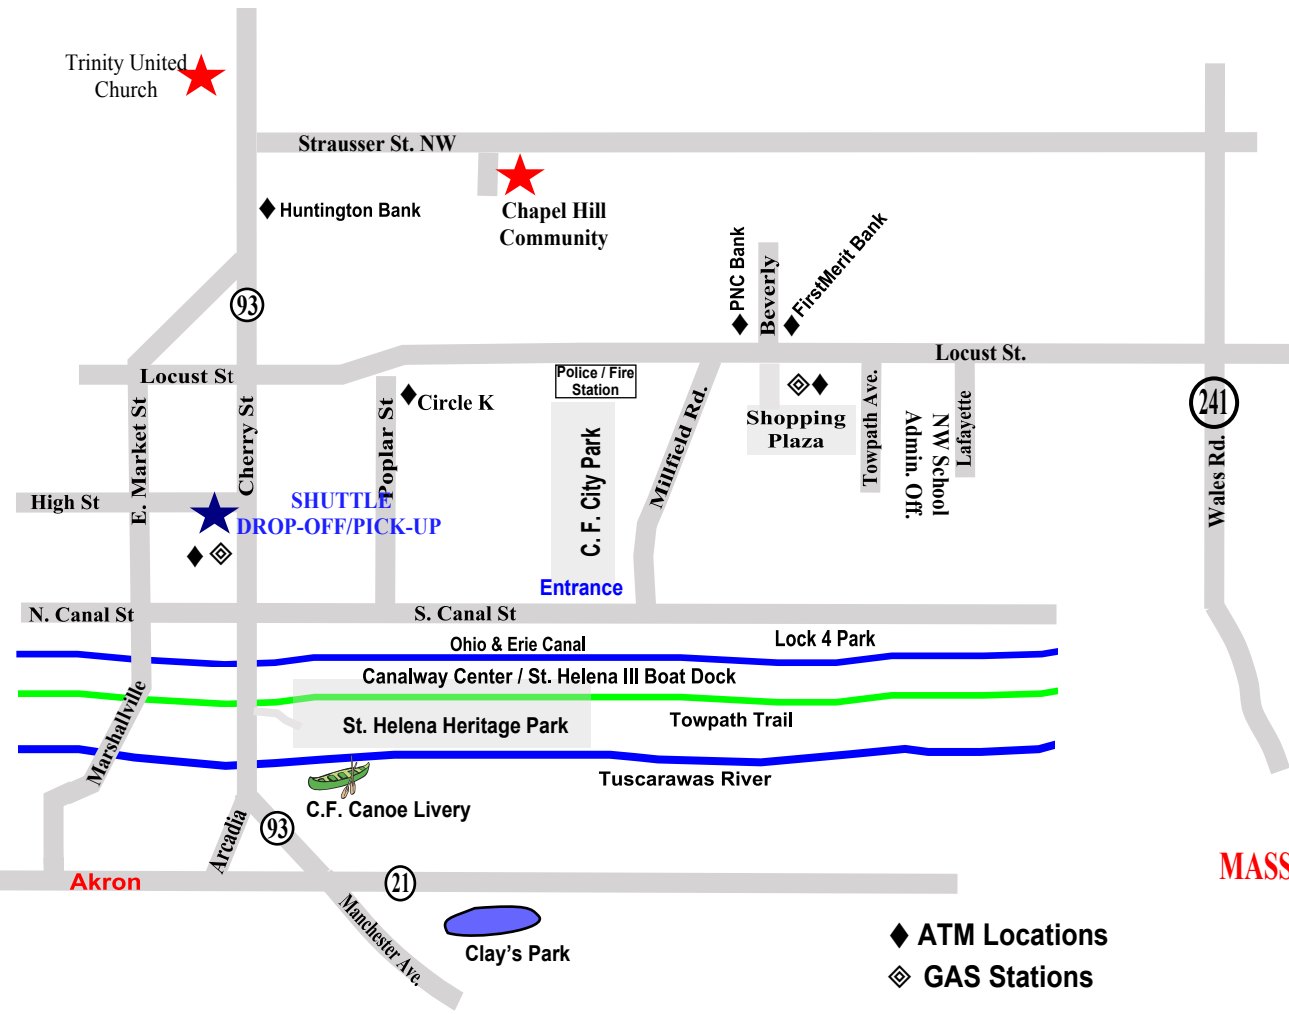 Trinity United
Church
Strausser St. NW
Huntington Bank
Chapel Hill
Community
PNC Bank
Beverly
FirstMerit Bank
93
Locust St
Locust St.
Police / Fire
Station
Circle K
E. Market St
Cherry St
Poplar St
C. F. City Park
Millfield Rd.
Shopping
Plaza
Towpath Ave.
NW School
Admin. Off.
Lafayette
241
Wales Rd.
High St
SHUTTLE
DROP-OFF/PICK-UP
Entrance
N. Canal St
S. Canal St
Ohio & Erie Canal
Lock 4 Park
Canalway Center / St. Helena III Boat Dock
Marshallville
St. Helena Heritage Park
Towpath Trail
Tuscarawas River
C.F. Canoe Livery
Arcadia
93
Akron
21
MASS
Manchester Ave.
Clay's Park
ATM Locations
GAS Stations